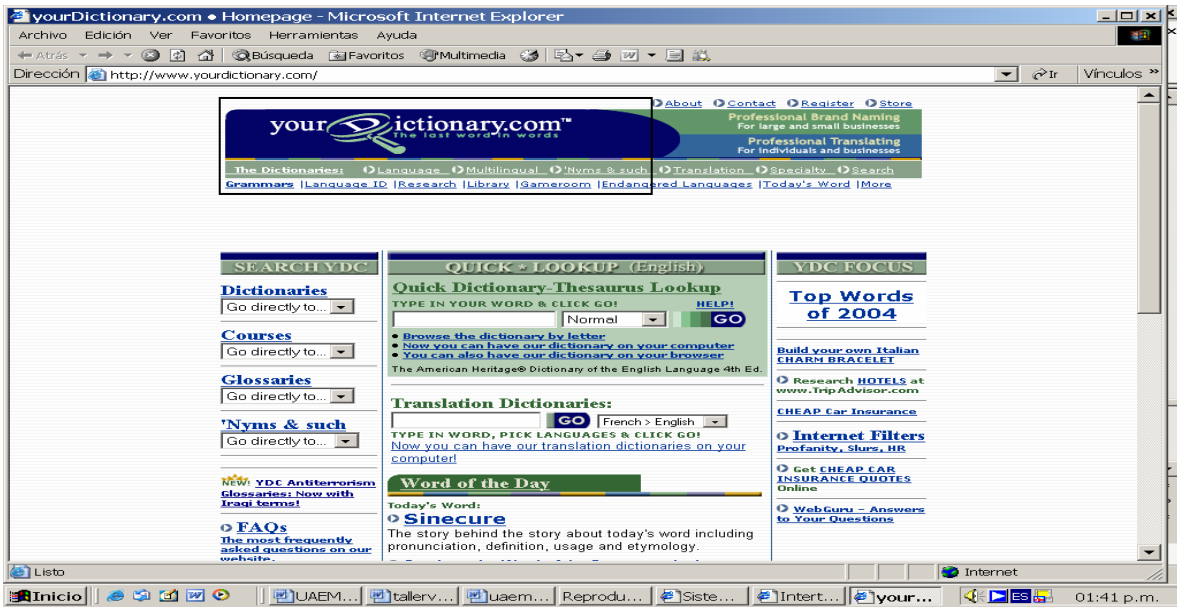 yourDictionary.com • Homepage - Microsoft Internet Explorer
Archivo Edición Ver Favoritos Herramientas Ayuda
Atrás Búsqueda Favoritos Multimedia
Dirección http://www.yourdictionary.com/ Ir Vínculos »
About Contact Register Store
yourDictionary.com™
The last word in words
Professional Brand Naming
For large and small businesses
Professional Translating
For individuals and businesses
The Dictionaries: Language Multilingual 'Nyms & such Translation Specialty Search
Grammars |Language ID |Research |Library |Gameroom |Endangered Languages |Today's Word |More
SEARCH YDC
Dictionaries
Go directly to...
Courses
Go directly to...
Glossaries
Go directly to...
'Nyms & such
Go directly to...
NEW! YDC Antiterrorism
Glossaries: Now with
Iraqi terms!
FAQs
The most frequently
asked questions on our
website.
QUICK * LOOKUP (English)
Quick Dictionary-Thesaurus Lookup
TYPE IN YOUR WORD & CLICK GO! HELP!
Normal GO
• Browse the dictionary by letter
• Now you can have our dictionary on your computer
• You can also have our dictionary on your browser
The American Heritage® Dictionary of the English Language 4th Ed.
Translation Dictionaries:
GO French > English
TYPE IN WORD, PICK LANGUAGES & CLICK GO!
Now you can have our translation dictionaries on your
computer!
Word of the Day
Today's Word:
Sinecure
The story behind the story about today's word including
pronunciation, definition, usage and etymology.
YDC FOCUS
Top Words
of 2004
Build your own Italian
CHARM BRACELET
Research HOTELS at
www.TripAdvisor.com
CHEAP Car Insurance
Internet Filters
Profanity, Slurs, HR
Get CHEAP CAR
INSURANCE QUOTES
Online
WebGuru - Answers
to Your Questions
Listo Internet
Inicio UAEM... tallerv... uaem... Reprodu... Siste... Intert... your... ES 01:41 p.m.